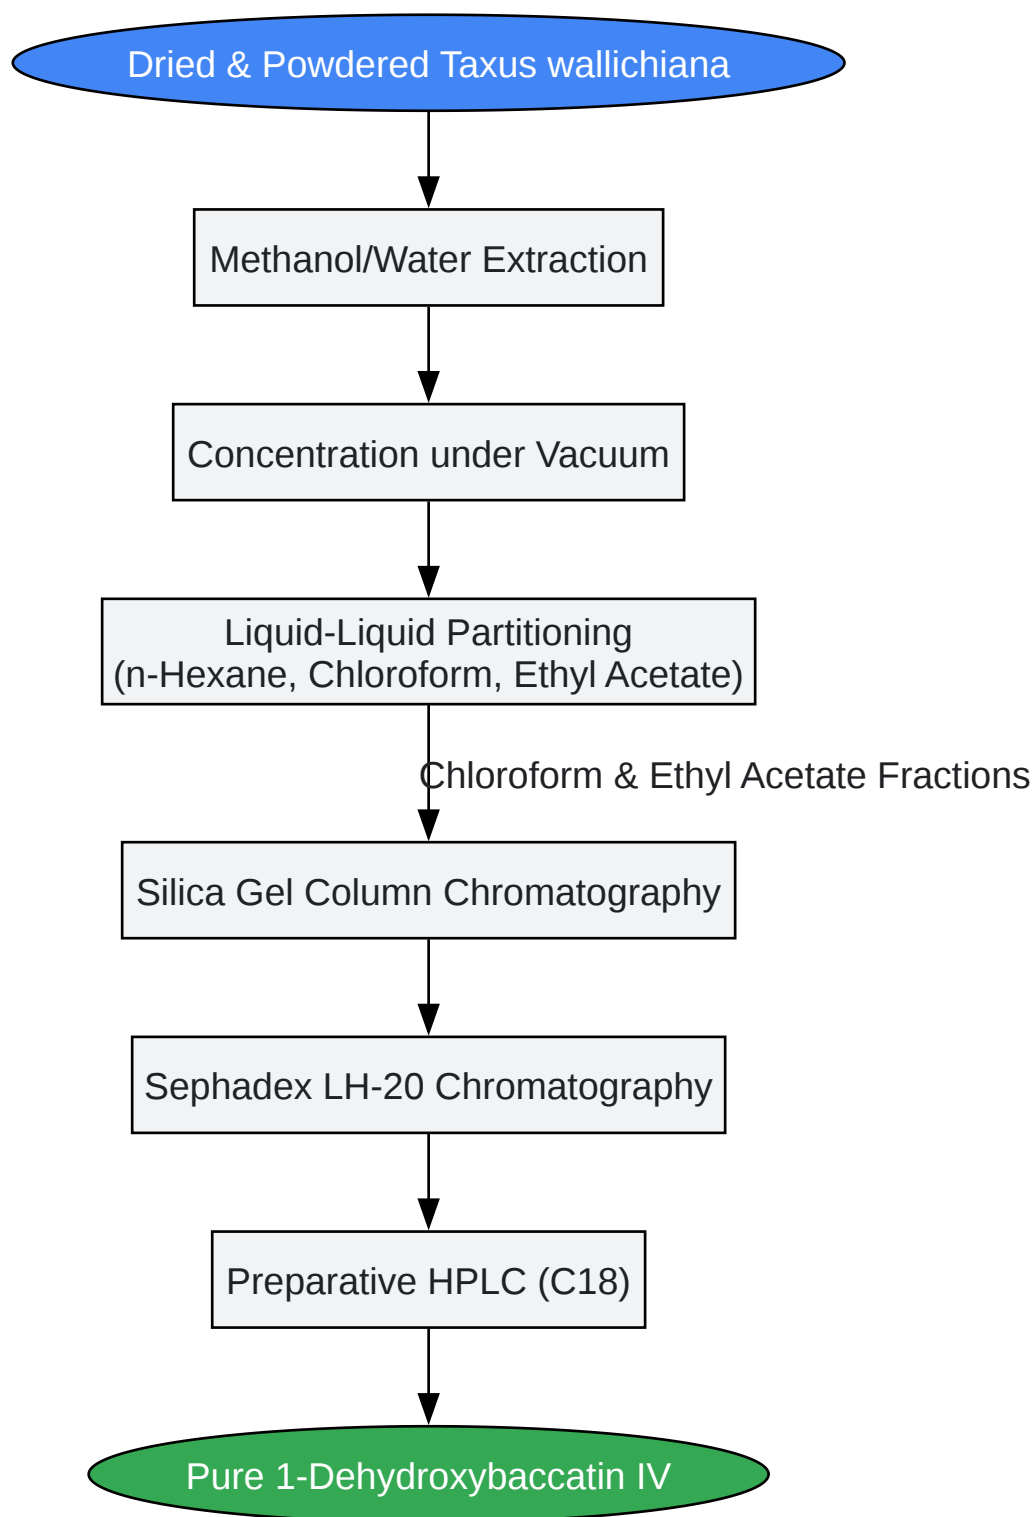 Dried & Powdered Taxus wallichiana
Methanol/Water Extraction
Concentration under Vacuum
Liquid-Liquid Partitioning
(n-Hexane, Chloroform, Ethyl Acetate)
Chloroform & Ethyl Acetate Fractions
Silica Gel Column Chromatography
Sephadex LH-20 Chromatography
Preparative HPLC (C18)
Pure 1-Dehydroxybaccatin IV